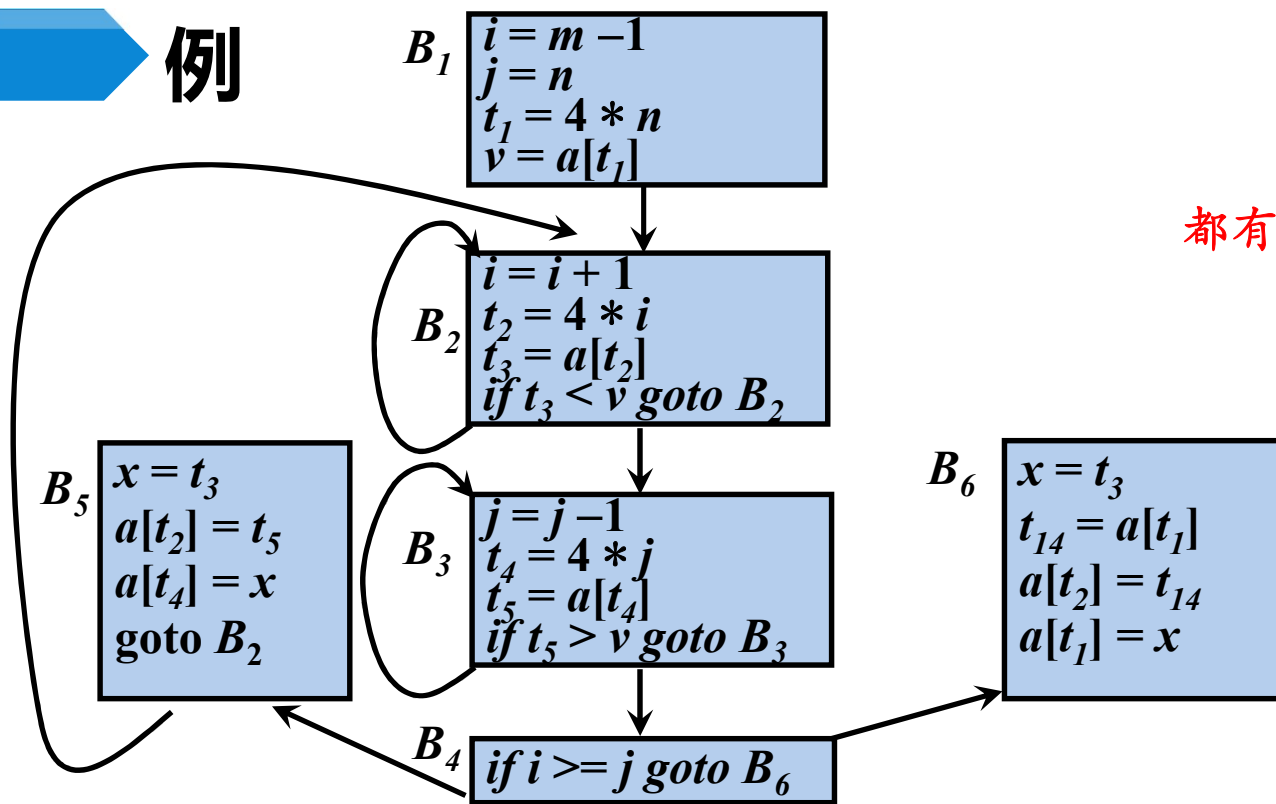 例
B₁
i = m –1
j = n
t₁ = 4 * n
v = a[t₁]
都有
B₂
i = i + 1
t₂ = 4 * i
t₃ = a[t₂]
if t₃ < v goto B₂
B₅
x = t₃
a[t₂] = t₅
a[t₄] = x
goto B₂
B₃
j = j –1
t₄ = 4 * j
t₅ = a[t₄]
if t₅ > v goto B₃
B₆
x = t₃
t₁₄ = a[t₁]
a[t₂] = t₁₄
a[t₁] = x
B₄
if i >= j goto B₆